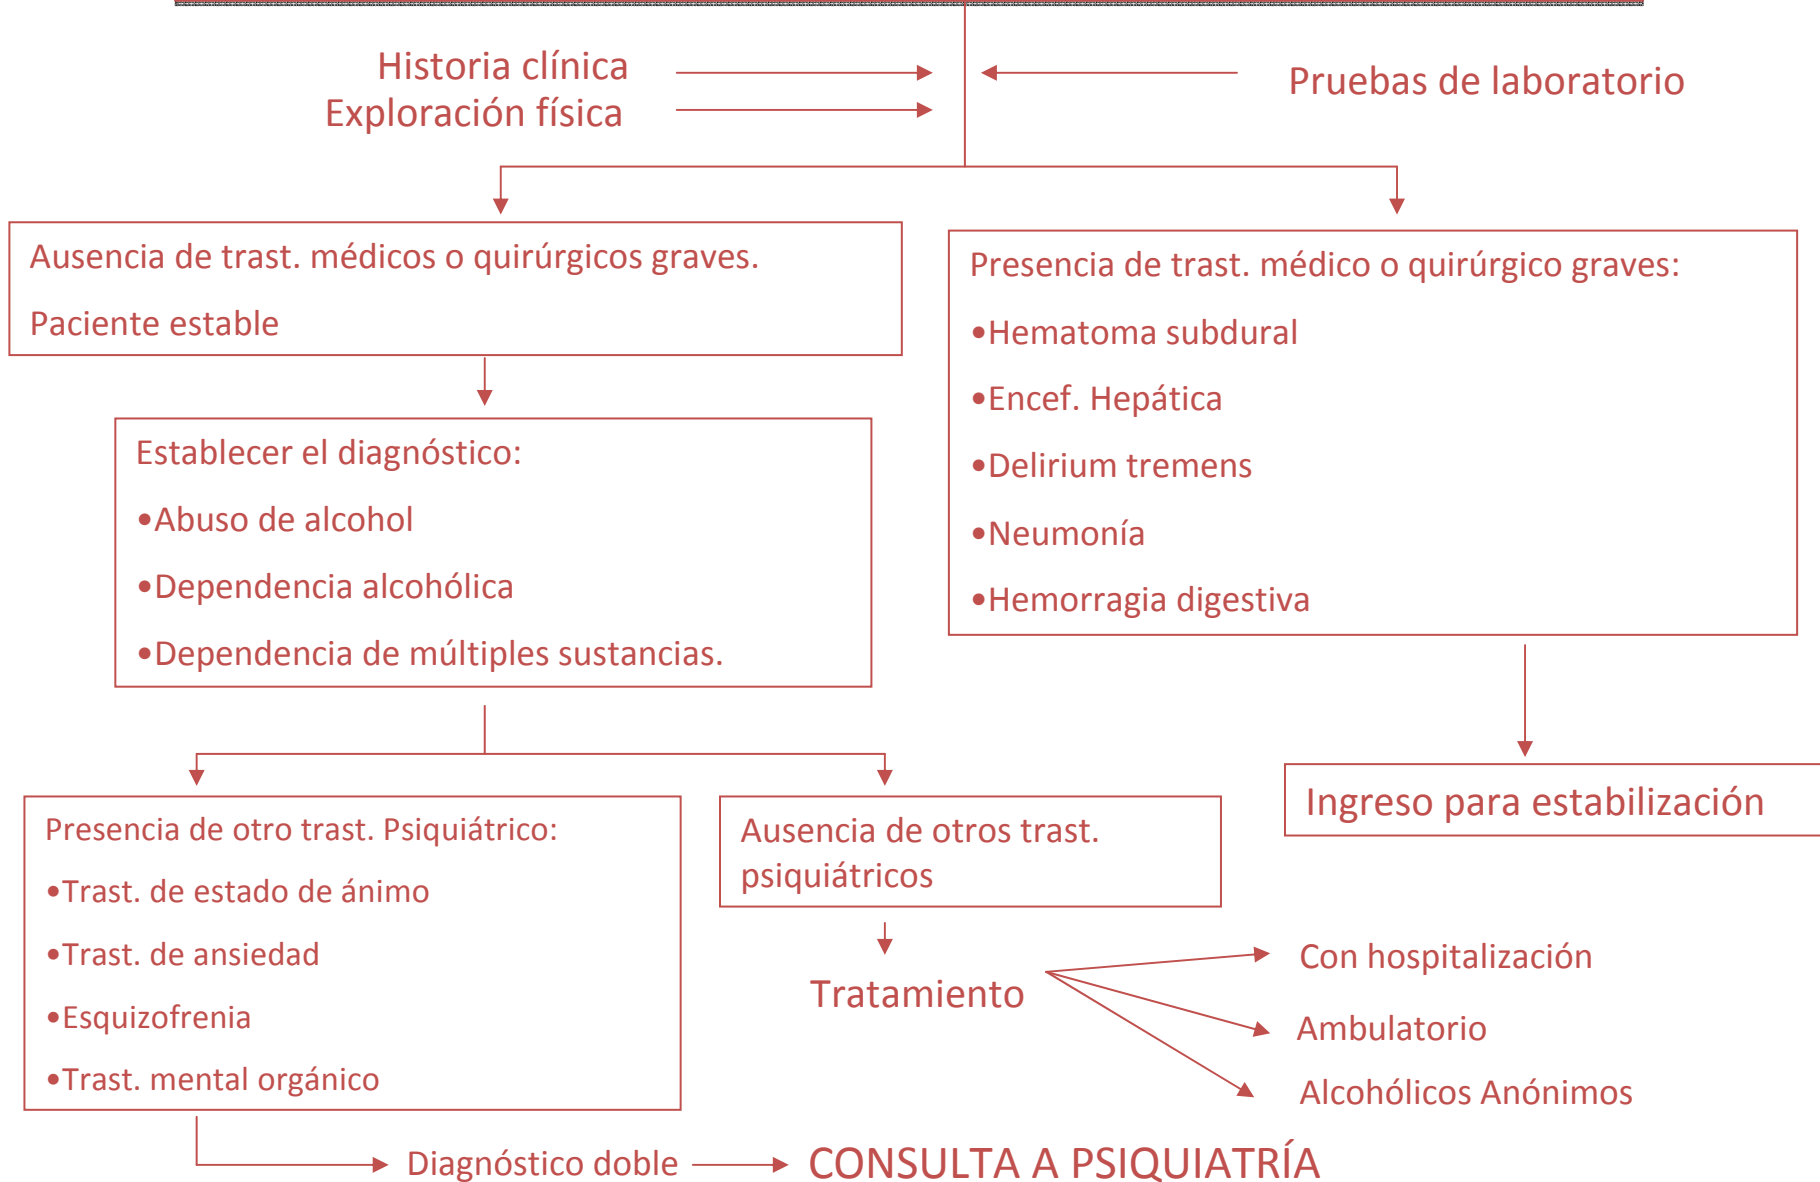 Historia clínica
Exploración física
Pruebas de laboratorio
Ausencia de trast. médicos o quirúrgicos graves.
Paciente estable
Presencia de trast. médico o quirúrgico graves:
•Hematoma subdural
•Encef. Hepática
•Delirium tremens
•Neumonía
•Hemorragia digestiva
Establecer el diagnóstico:
•Abuso de alcohol
•Dependencia alcohólica
•Dependencia de múltiples sustancias.
Ingreso para estabilización
Presencia de otro trast. Psiquiátrico:
•Trast. de estado de ánimo
•Trast. de ansiedad
•Esquizofrenia
•Trast. mental orgánico
Ausencia de otros trast.
psiquiátricos
Tratamiento
Con hospitalización
Ambulatorio
Alcohólicos Anónimos
Diagnóstico doble
CONSULTA A PSIQUIATRÍA